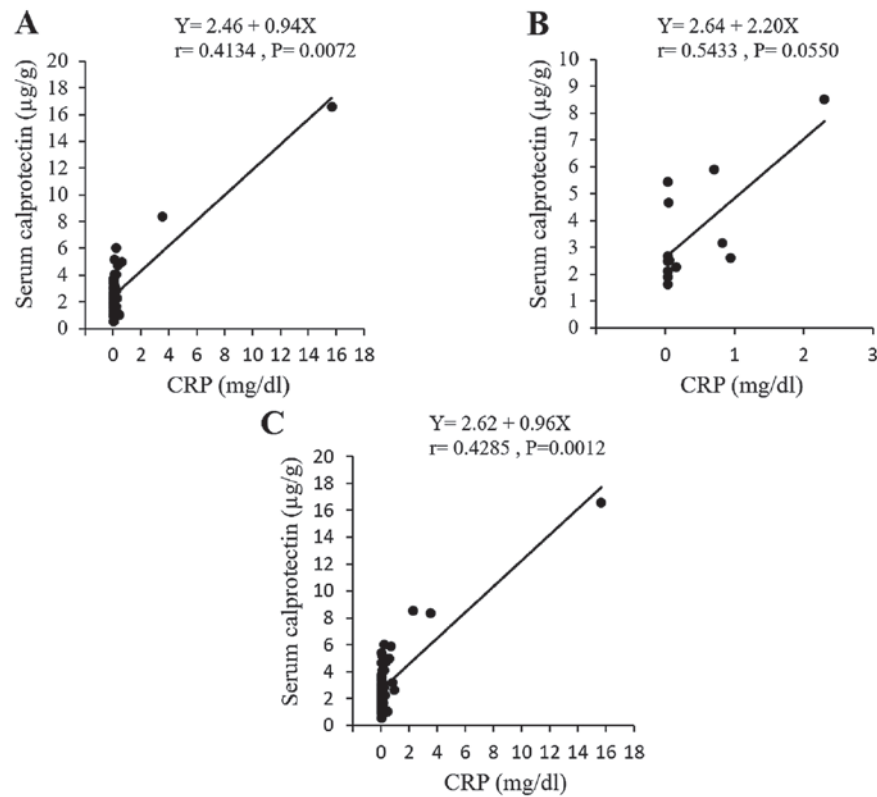 A
Y= 2.46 + 0.94X
r= 0.4134 , P= 0.0072
Serum calprotectin (µg/g)
20
18
16
14
12
10
8
6
4
2
0
0 2 4 6 8 10 12 14 16 18
CRP (mg/dl)
B
Y= 2.64 + 2.20X
r= 0.5433 , P= 0.0550
Serum calprotectin (µg/g)
10
9
8
7
6
5
4
3
2
1
0
0 1 2 3
CRP (mg/dl)
C
Y= 2.62 + 0.96X
r= 0.4285 , P=0.0012
Serum calprotectin (µg/g)
20
18
16
14
12
10
8
6
4
2
0
0 2 4 6 8 10 12 14 16 18
CRP (mg/dl)